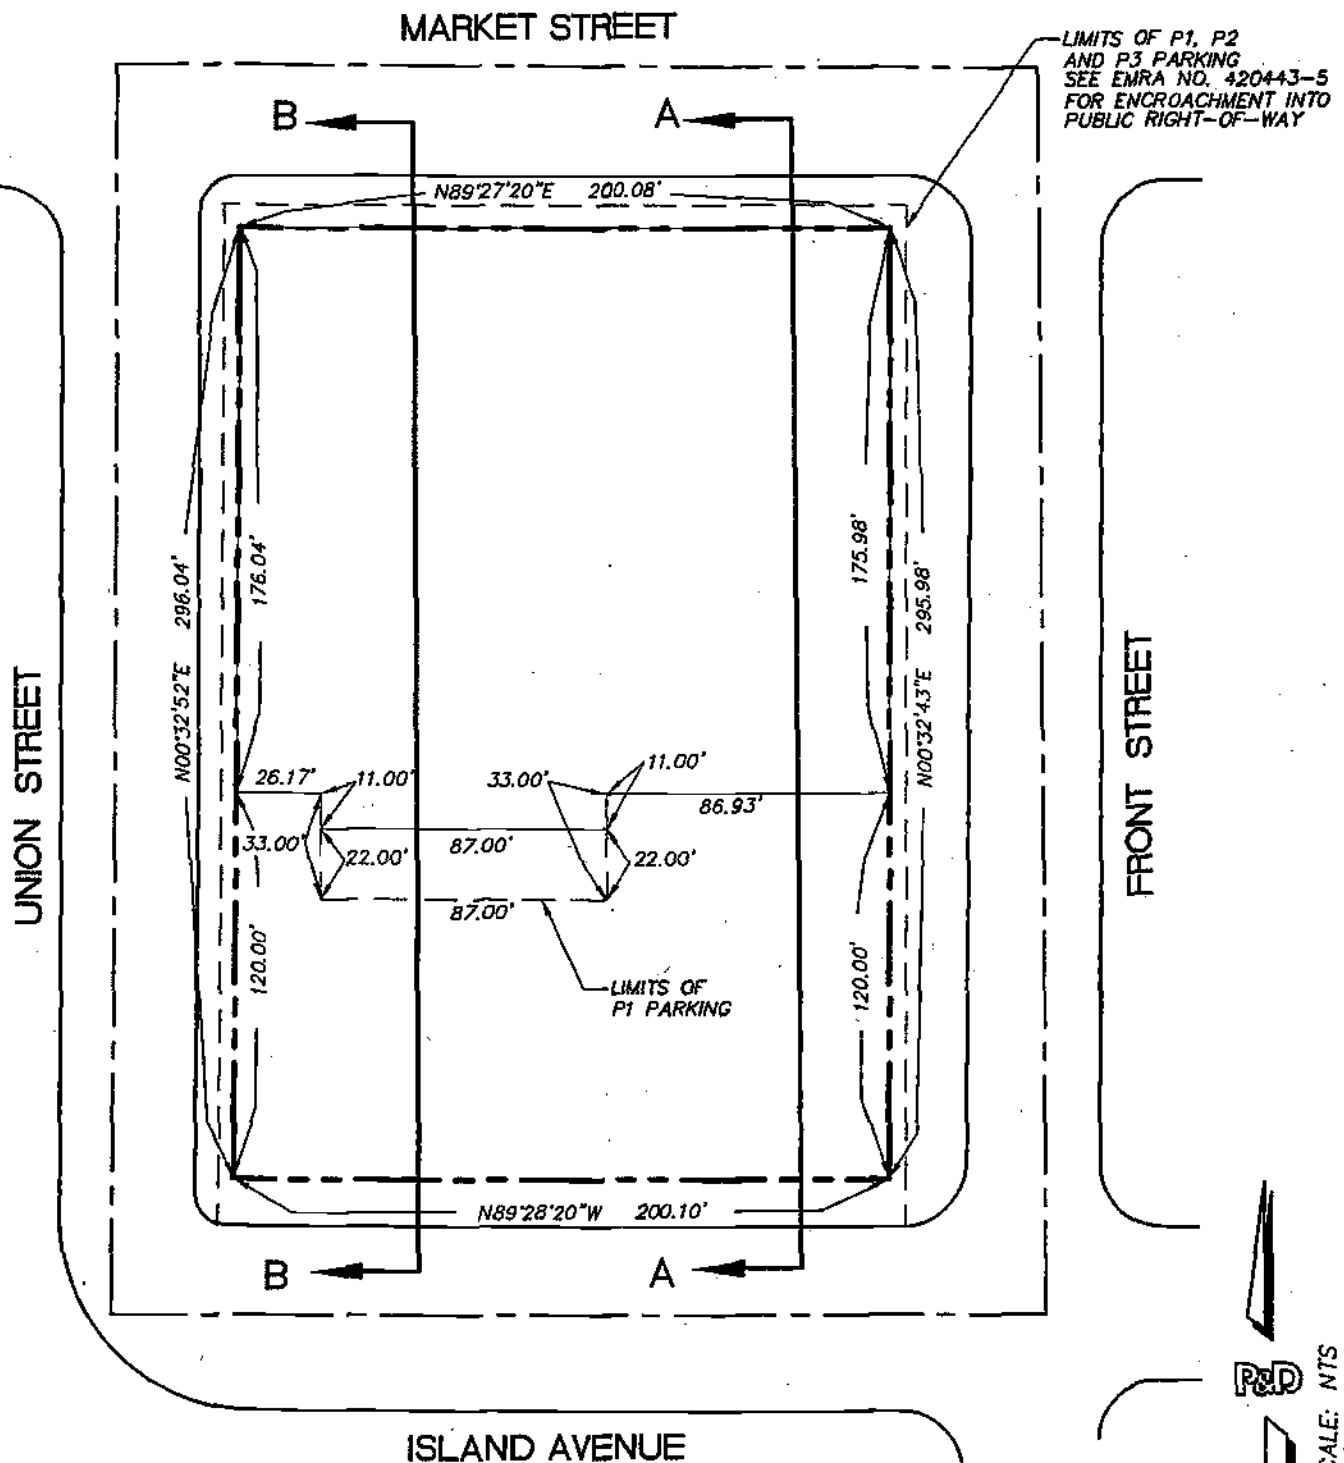 MARKET STREET
LIMITS OF P1, P2
AND P3 PARKING
SEE EMRA NO. 420443-5
FOR ENCROACHMENT INTO
PUBLIC RIGHT-OF-WAY
B
A
N89°27'20"E 200.08'
N00°32'52"E 296.04'
176.04'
175.98'
N00°32'43"E 295.98'
UNION STREET
FRONT STREET
26.17'
11.00'
33.00'
11.00'
86.93'
33.00'
22.00'
87.00'
22.00'
87.00'
120.00'
LIMITS OF
P1 PARKING
120.00'
N89°28'20"W 200.10'
B
A
P&D
SCALE: NTS
ISLAND AVENUE